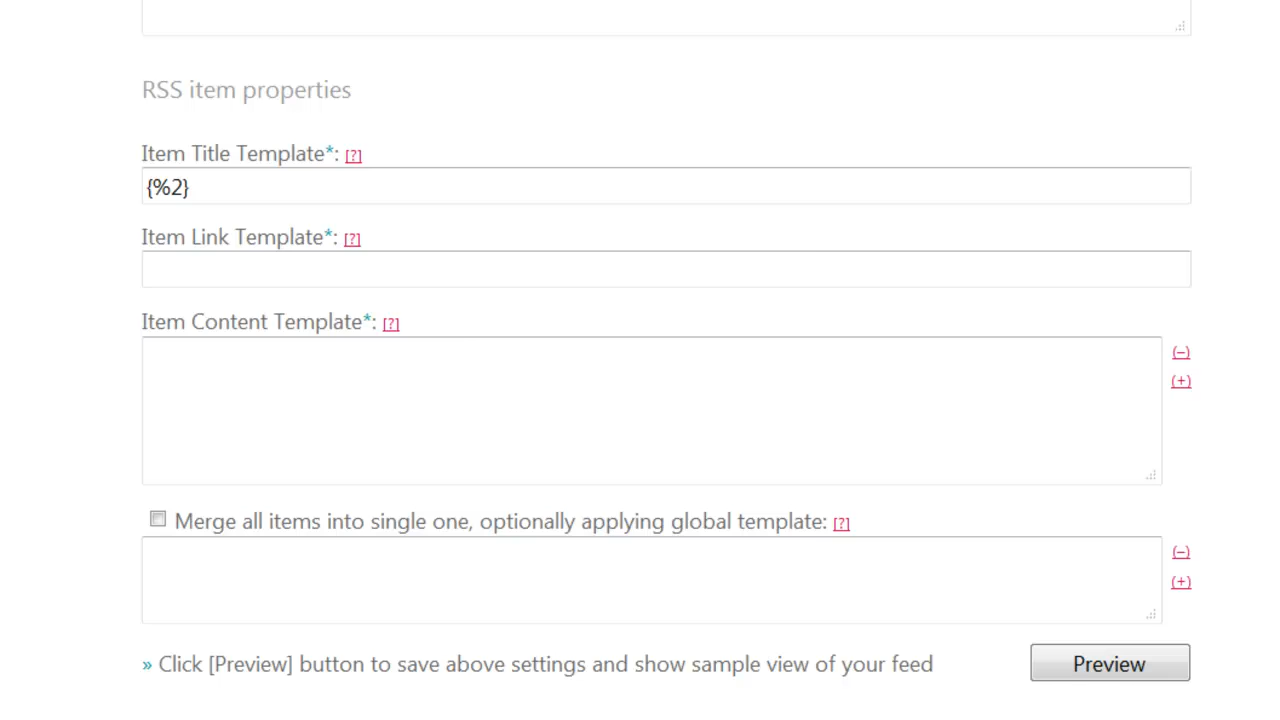 RSS item properties
Item Title Template*: [?]
{%2}
Item Link Template*: [?]
Item Content Template*: [?]
(–)
(+)
Merge all items into single one, optionally applying global template: [?]
(–)
(+)
» Click [Preview] button to save above settings and show sample view of your feed
Preview